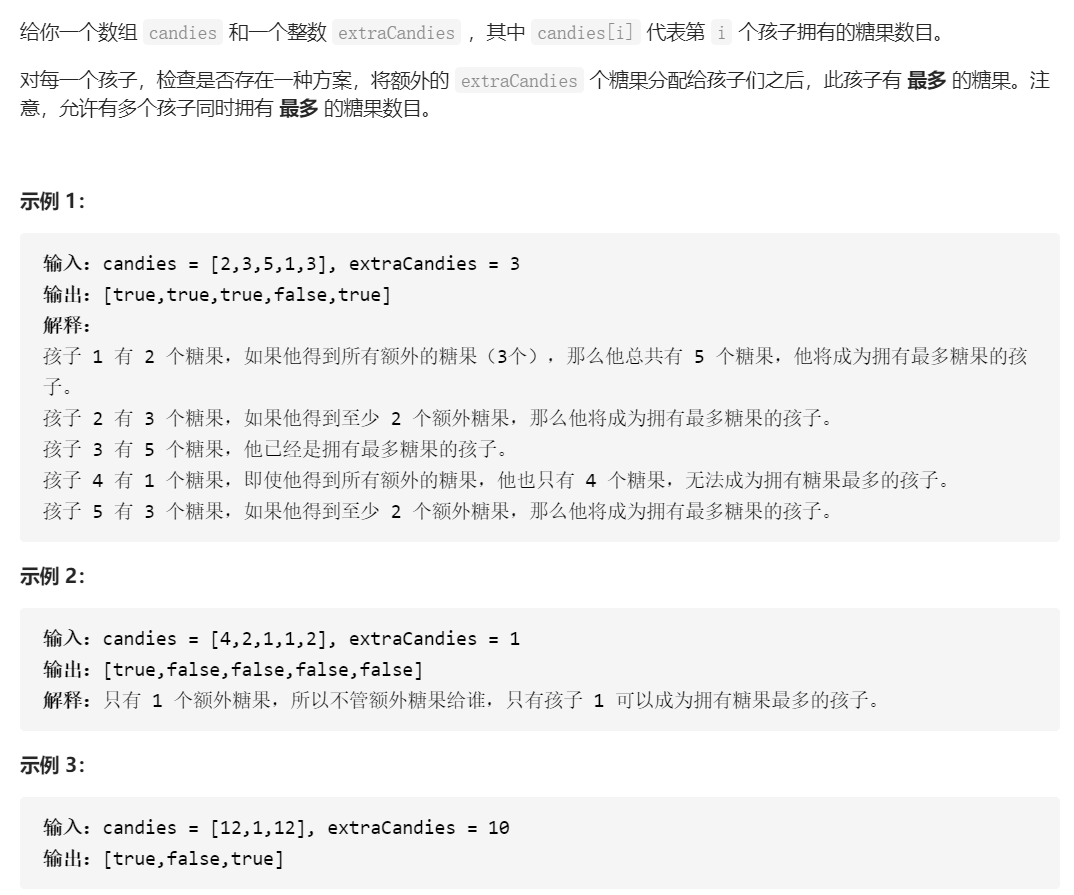 给你一个数组 candies 和一个整数 extraCandies ，其中 candies[i] 代表第 i 个孩子拥有的糖果数目。
对每一个孩子，检查是否存在一种方案，将额外的 extraCandies 个糖果分配给孩子们之后，此孩子有 最多 的糖果。注
意，允许有多个孩子同时拥有 最多 的糖果数目。
示例 1：
输入：candies = [2,3,5,1,3], extraCandies = 3
输出：[true,true,true,false,true]
解释：
孩子 1 有 2 个糖果，如果他得到所有额外的糖果（3个），那么他总共有 5 个糖果，他将成为拥有最多糖果的孩
子。
孩子 2 有 3 个糖果，如果他得到至少 2 个额外糖果，那么他将成为拥有最多糖果的孩子。
孩子 3 有 5 个糖果，他已经是拥有最多糖果的孩子。
孩子 4 有 1 个糖果，即使他得到所有额外的糖果，他也只有 4 个糖果，无法成为拥有糖果最多的孩子。
孩子 5 有 3 个糖果，如果他得到至少 2 个额外糖果，那么他将成为拥有最多糖果的孩子。
示例 2：
输入：candies = [4,2,1,1,2], extraCandies = 1
输出：[true,false,false,false,false]
解释：只有 1 个额外糖果，所以不管额外糖果给谁，只有孩子 1 可以成为拥有糖果最多的孩子。
示例 3：
输入：candies = [12,1,12], extraCandies = 10
输出：[true,false,true]